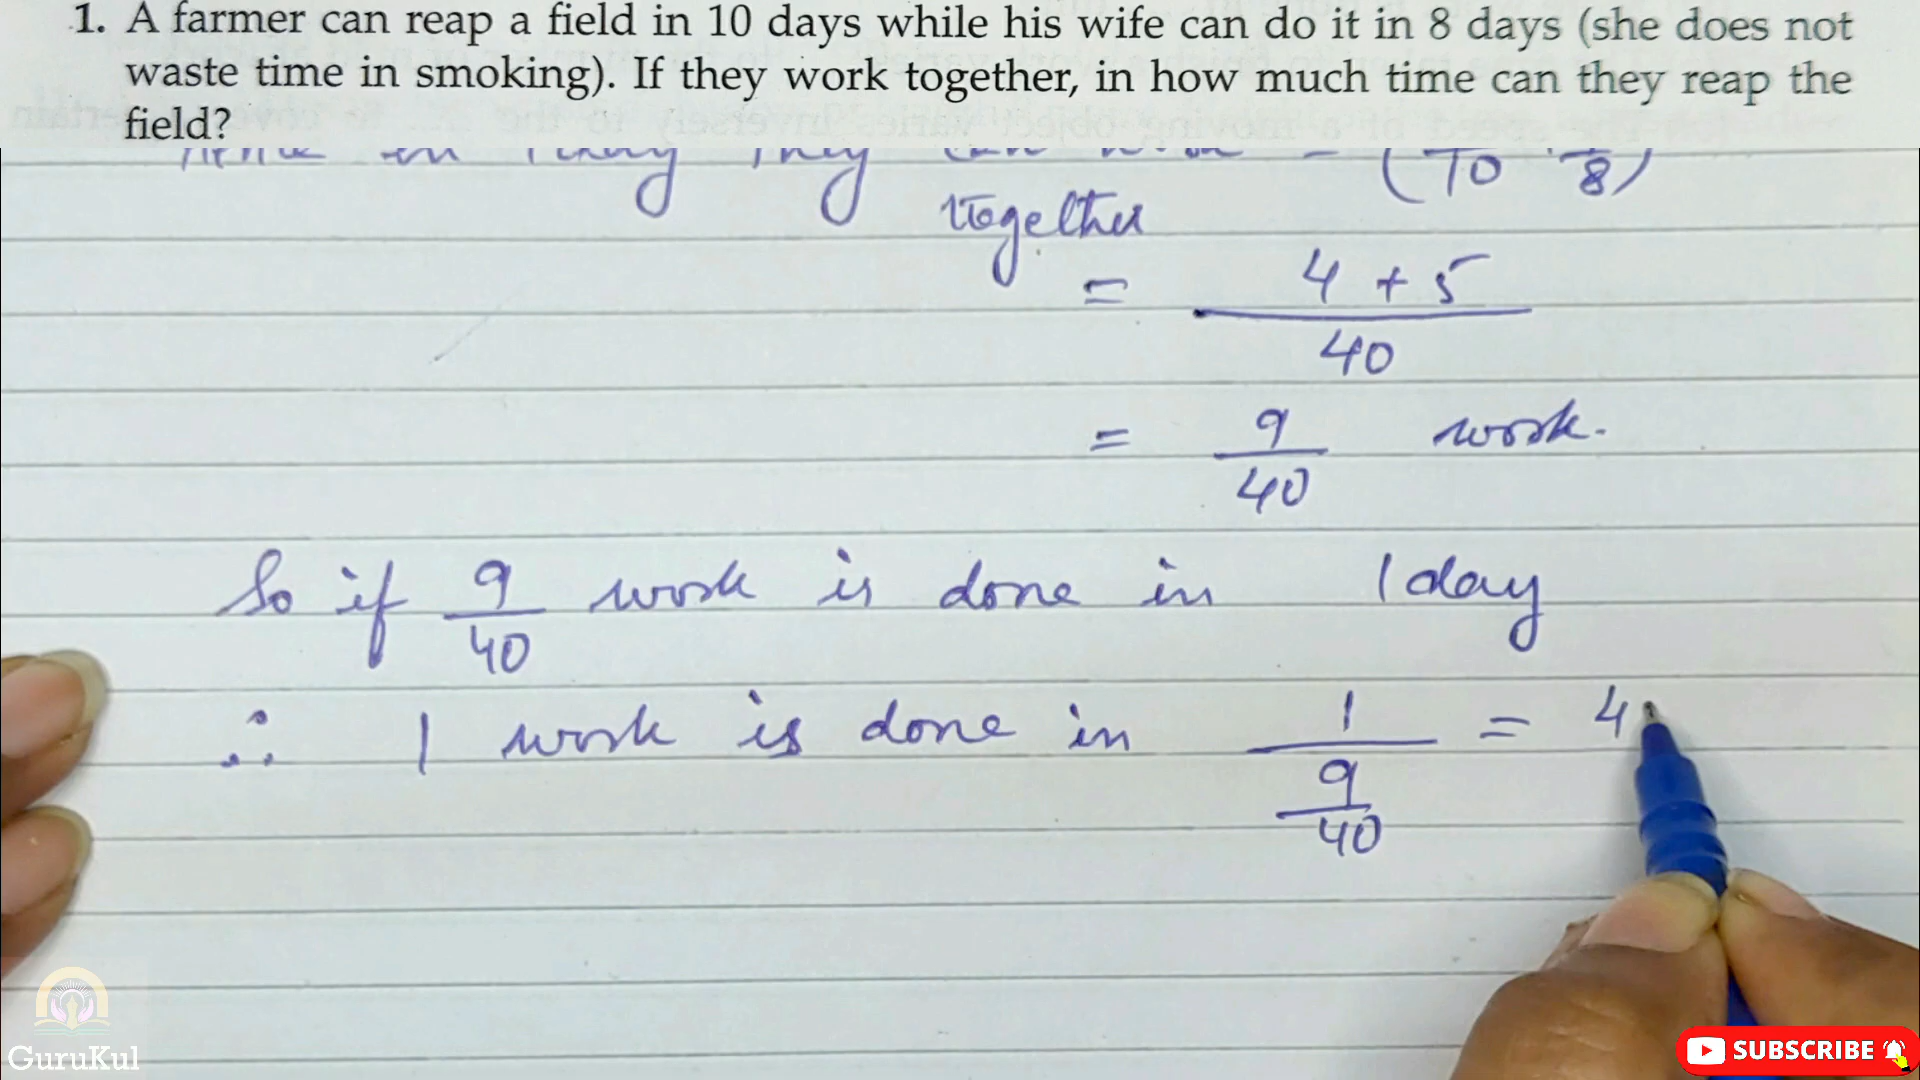 1. A farmer can reap a field in 10 days while his wife can do it in 8 days (she does not
waste time in smoking). If they work together, in how much time can they reap the
field?
10 8)
together
= 4 + 5
40
= 9 work.
40
So if 9 work is done in 1 day
40
∴ 1 work is done in 1 = 4
9
40
GuruKul
SUBSCRIBE